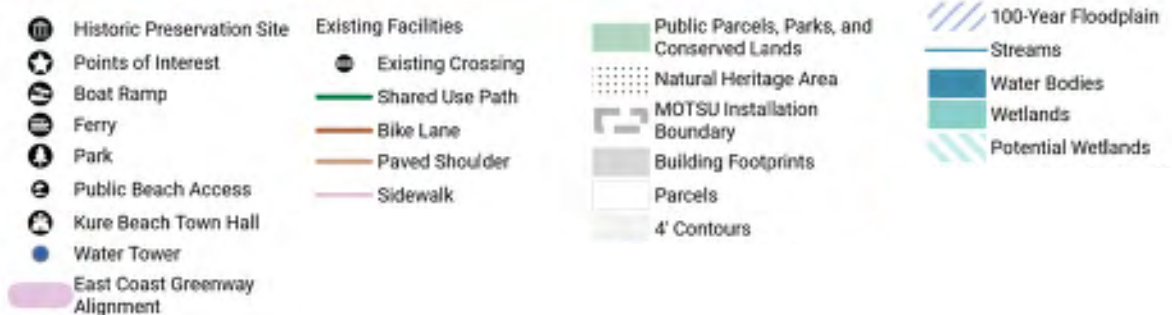 Historic Preservation Site
Points of Interest
Boat Ramp
Ferry
Park
Public Beach Access
Kure Beach Town Hall
Water Tower
East Coast Greenway
Alignment
Existing Facilities
Existing Crossing
Shared Use Path
Bike Lane
Paved Shoulder
Sidewalk
Public Parcels, Parks, and
Conserved Lands
Natural Heritage Area
MOTSU Installation
Boundary
Building Footprints
Parcels
4' Contours
100-Year Floodplain
Streams
Water Bodies
Wetlands
Potential Wetlands